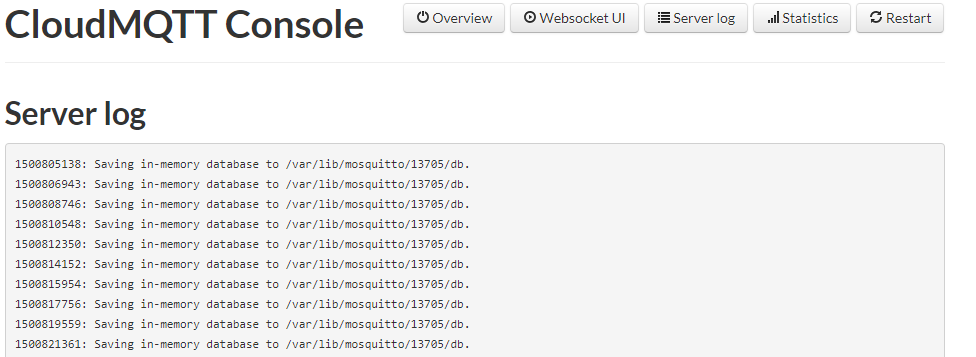 CloudMQTT Console
Overview
Websocket UI
Server log
Statistics
Restart
Server log
1500805138: Saving in-memory database to /var/lib/mosquitto/13705/db.
1500806943: Saving in-memory database to /var/lib/mosquitto/13705/db.
1500808746: Saving in-memory database to /var/lib/mosquitto/13705/db.
1500810548: Saving in-memory database to /var/lib/mosquitto/13705/db.
1500812350: Saving in-memory database to /var/lib/mosquitto/13705/db.
1500814152: Saving in-memory database to /var/lib/mosquitto/13705/db.
1500815954: Saving in-memory database to /var/lib/mosquitto/13705/db.
1500817756: Saving in-memory database to /var/lib/mosquitto/13705/db.
1500819559: Saving in-memory database to /var/lib/mosquitto/13705/db.
1500821361: Saving in-memory database to /var/lib/mosquitto/13705/db.